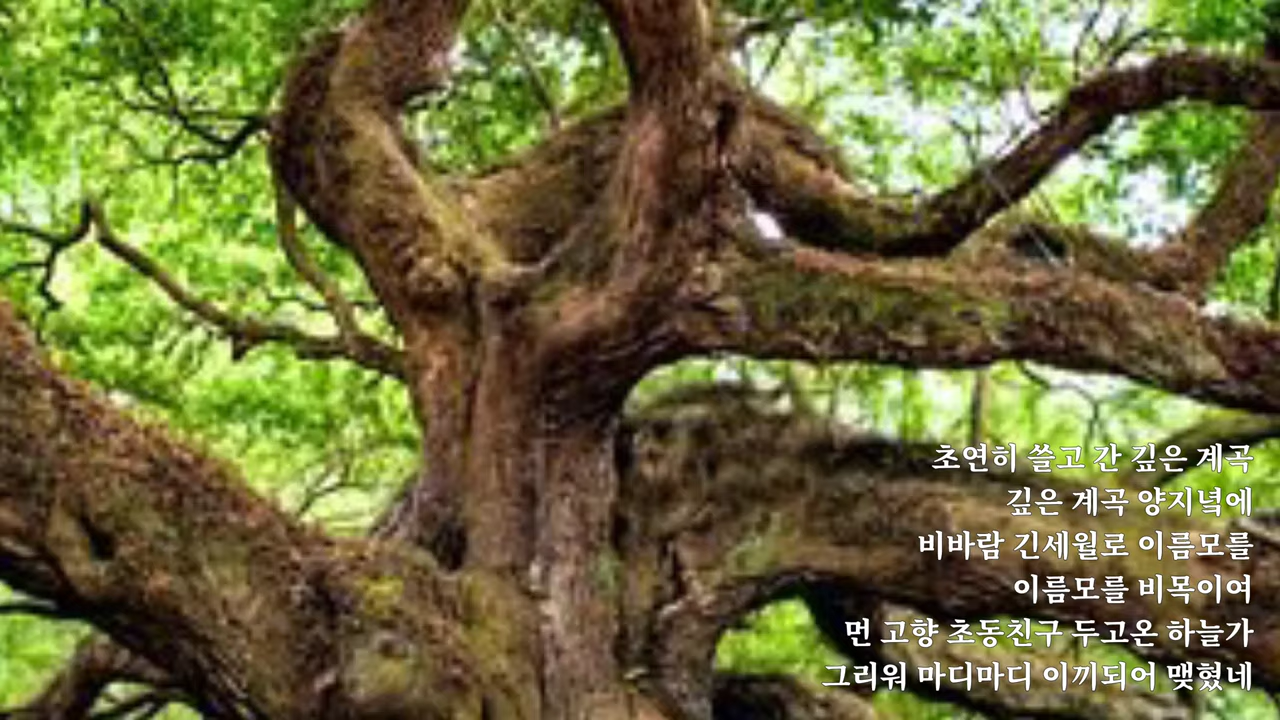 초연히 쓸고 간 깊은 계곡
깊은 계곡 양지녘에
비바람 긴세월로 이름모를
이름모를 비목이여
먼 고향 초동친구 두고온 하늘가
그리워 마디마디 이끼되어 맺혔네